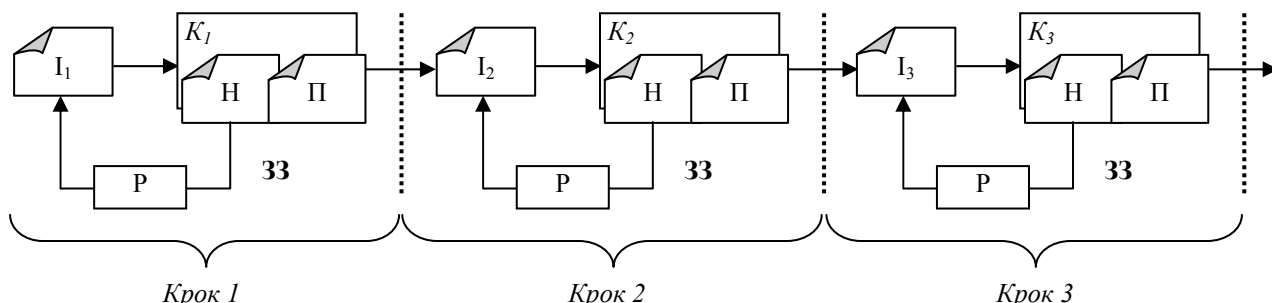 K₁ K₂ K₃
I₁ Н П I₂ Н П I₃ Н П
Р ЗЗ Р ЗЗ Р ЗЗ
Крок 1 Крок 2 Крок 3